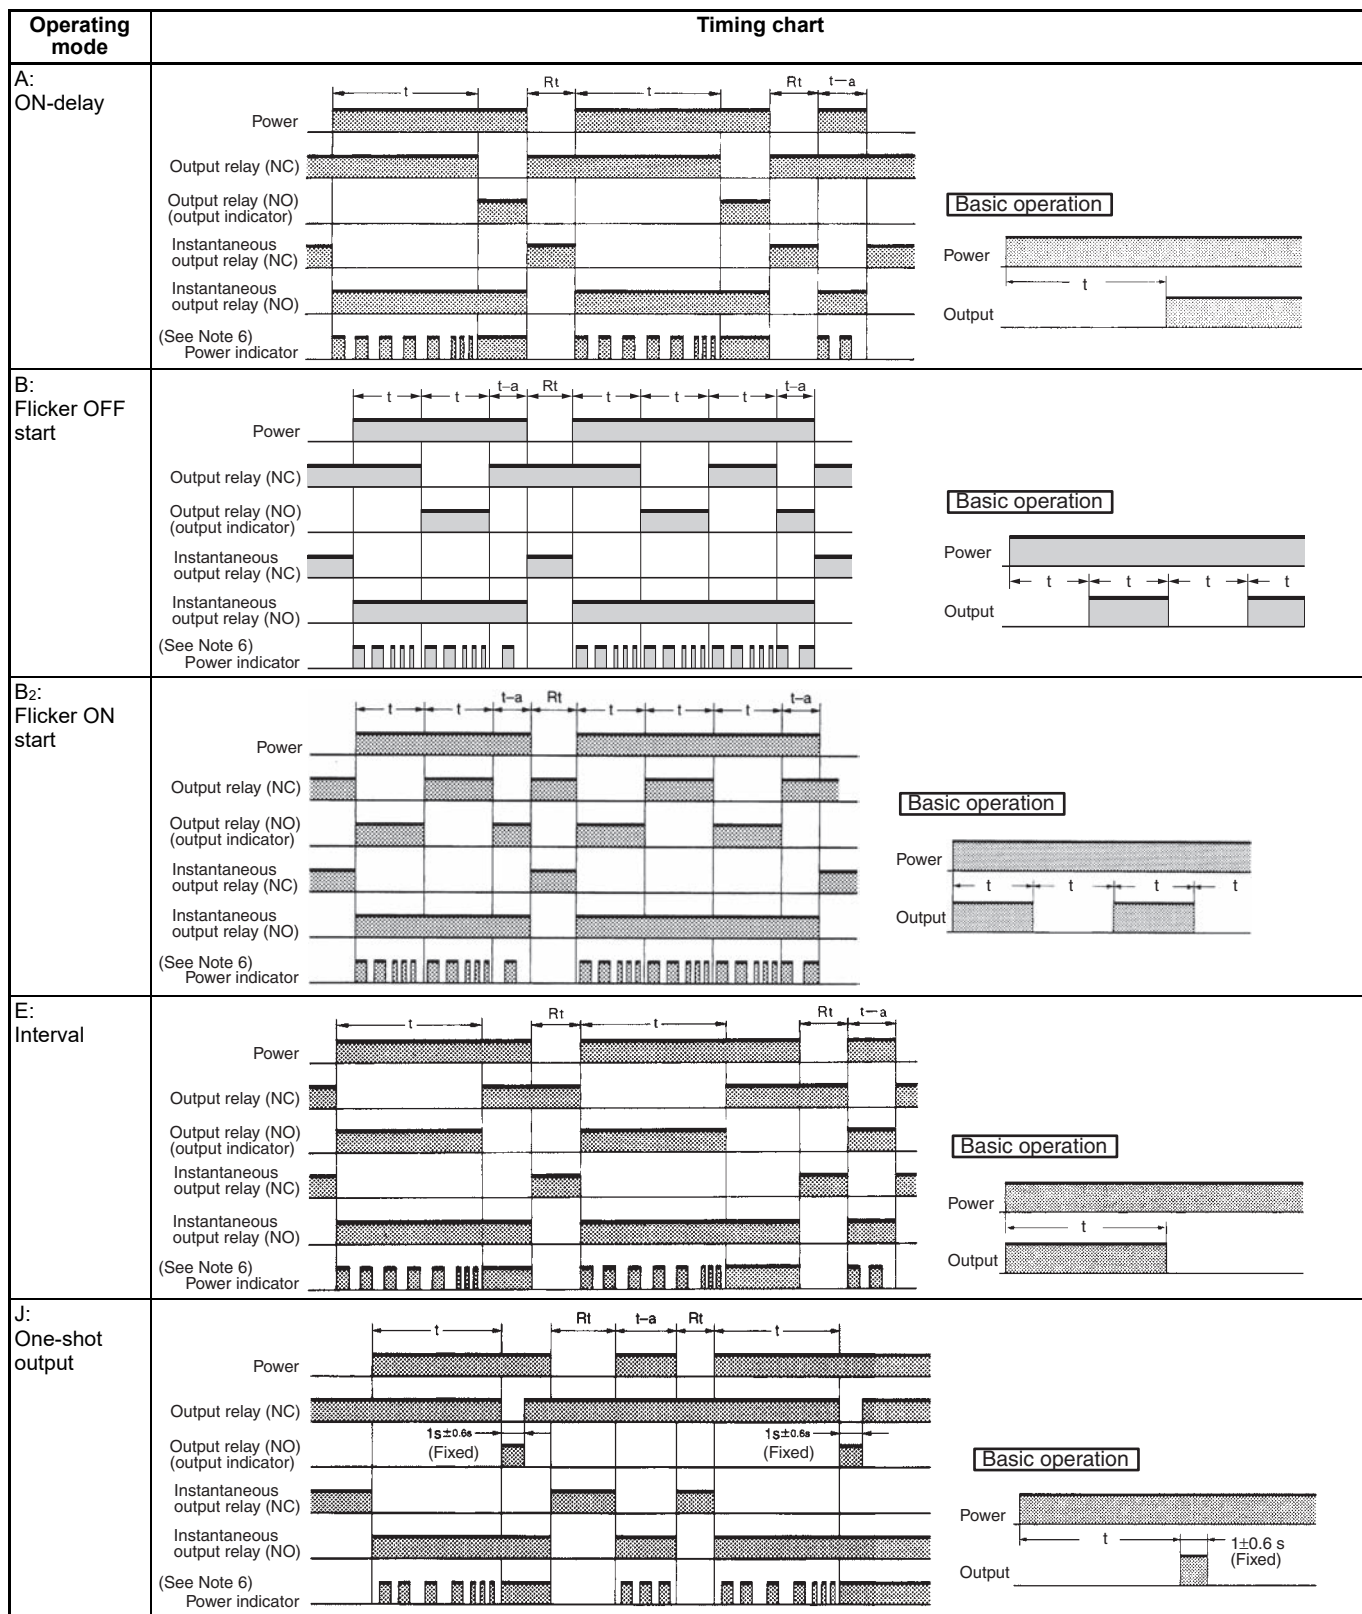 Operating mode
Timing chart
A:
ON-delay
t
Rt
t
Rt
t–a
Power
Output relay (NC)
Output relay (NO)
(output indicator)
Instantaneous
output relay (NC)
Instantaneous
output relay (NO)
(See Note 6)
Power indicator
Basic operation
Power
t
Output
B:
Flicker OFF
start
t–a
Rt
t–a
t
t
t
t
t
Power
Output relay (NC)
Output relay (NO)
(output indicator)
Instantaneous
output relay (NC)
Instantaneous
output relay (NO)
(See Note 6)
Power indicator
Basic operation
Power
t
t
t
t
Output
B2:
Flicker ON
start
t–a
Rt
t–a
t
t
t
t
t
Power
Output relay (NC)
Output relay (NO)
(output indicator)
Instantaneous
output relay (NC)
Instantaneous
output relay (NO)
(See Note 6)
Power indicator
Basic operation
Power
t
t
t
t
Output
E:
Interval
t
Rt
t
Rt
t–a
Power
Output relay (NC)
Output relay (NO)
(output indicator)
Instantaneous
output relay (NC)
Instantaneous
output relay (NO)
(See Note 6)
Power indicator
Basic operation
Power
t
Output
J:
One-shot
output
t
Rt
t–a
Rt
t
Power
Output relay (NC)
1s±0.6s
(Fixed)
1s±0.6s
(Fixed)
Output relay (NO)
(output indicator)
Instantaneous
output relay (NC)
Instantaneous
output relay (NO)
(See Note 6)
Power indicator
Basic operation
Power
t
1±0.6 s
(Fixed)
Output